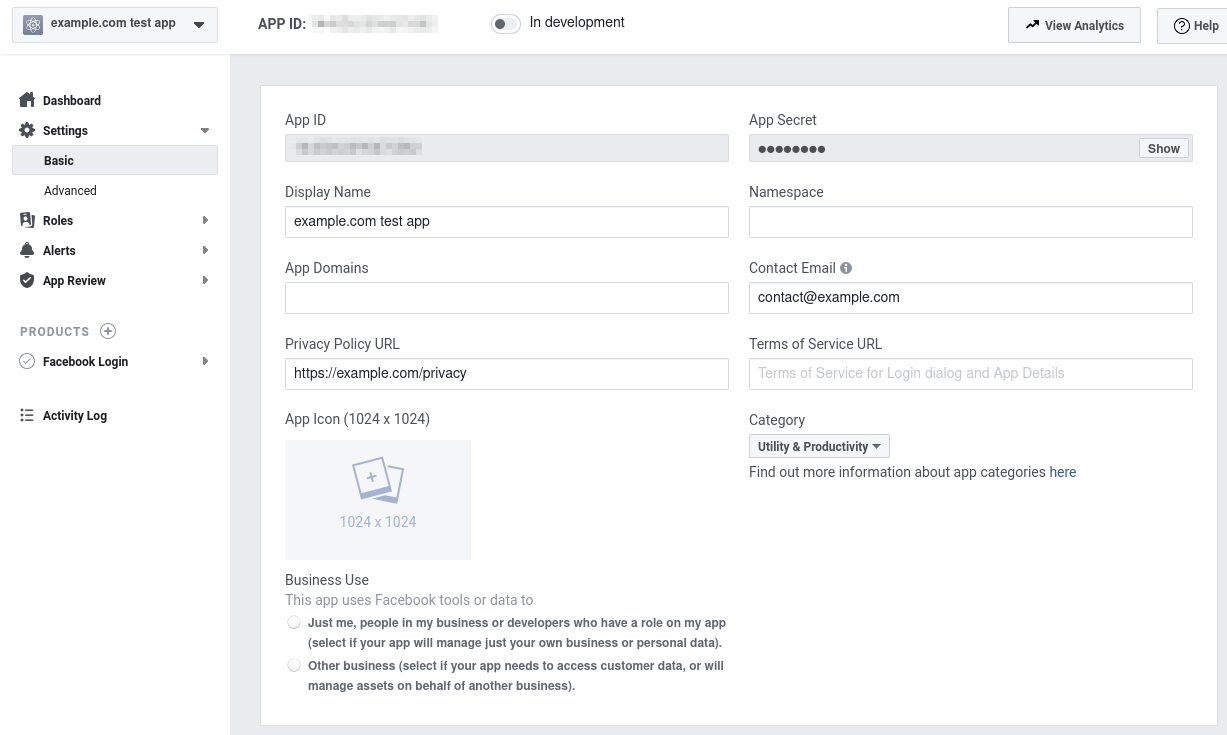 example.com test app
APP ID:
In development
View Analytics
Help
Dashboard
Settings
Basic
Advanced
Roles
Alerts
App Review
PRODUCTS
Facebook Login
Activity Log
App ID
App Secret
●●●●●●●●
Show
Display Name
Namespace
example.com test app
App Domains
Contact Email
contact@example.com
Privacy Policy URL
Terms of Service URL
https://example.com/privacy
Terms of Service for Login dialog and App Details
App Icon (1024 x 1024)
Category
Utility & Productivity
Find out more information about app categories here
1024 x 1024
Business Use
This app uses Facebook tools or data to
Just me, people in my business or developers who have a role on my app
(select if your app will manage just your own business or personal data).
Other business (select if your app needs to access customer data, or will
manage assets on behalf of another business).